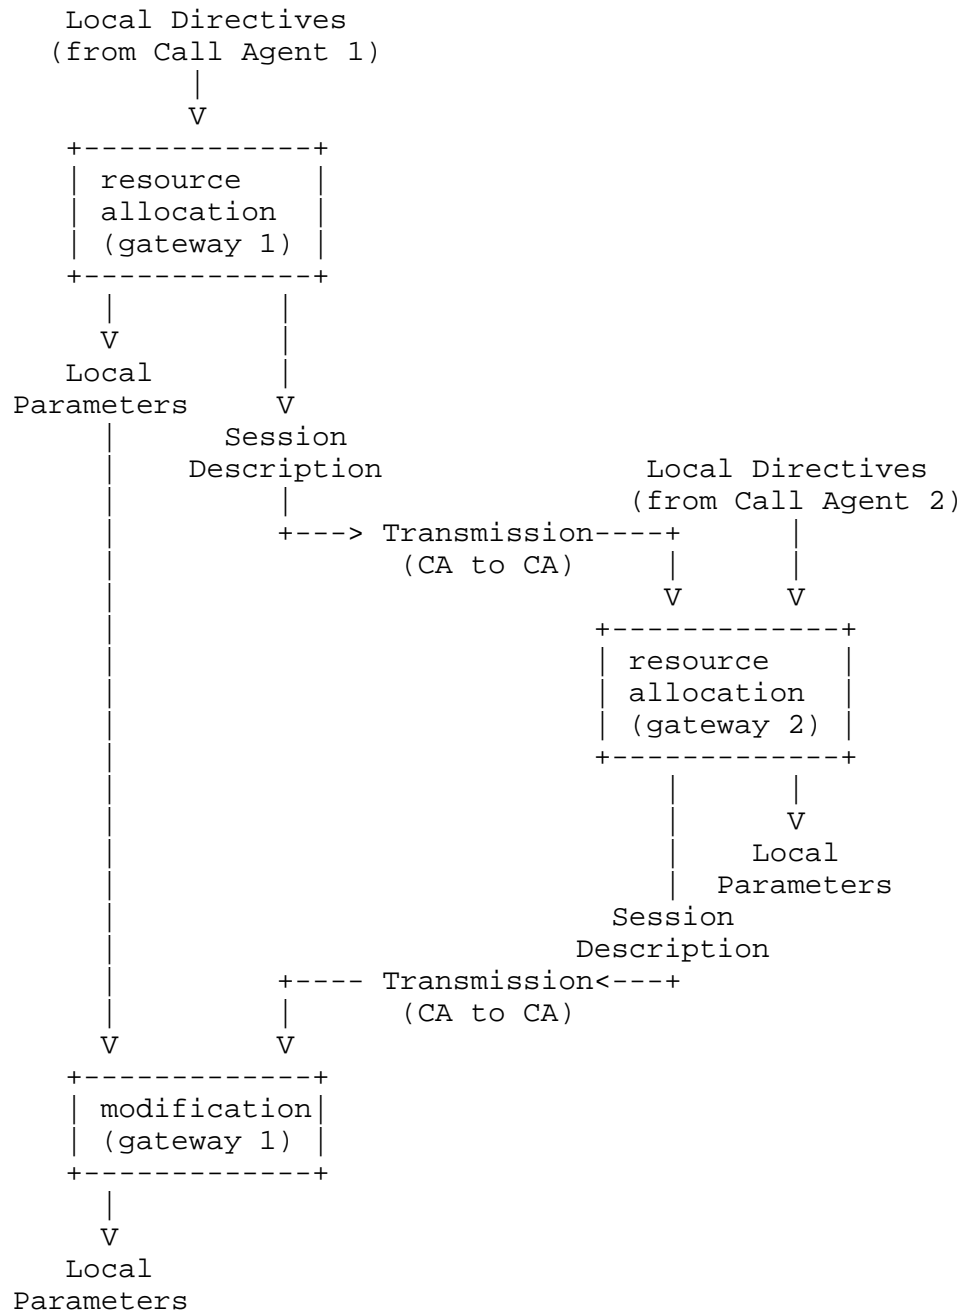 Local Directives
(from Call Agent 1)
|
V
+-------------+
| resource    |
| allocation  |
| (gateway 1) |
+-------------+
|         |
V         |
Local       |
Parameters     V
|      Session
|    Description          Local Directives
|         |              (from Call Agent 2)
|         +---> Transmission----+      |
|                (CA to CA)     |      |
|                               V      V
|                           +-------------+
|                           | resource    |
|                           | allocation  |
|                           | (gateway 2) |
|                           +-------------+
|                               |      |
|                               |      V
|                               |    Local
|                               |  Parameters
|                            Session
|                          Description
|         +---- Transmission<---+
|         |      (CA to CA)
V         V
+-------------+
| modification|
| (gateway 1) |
+-------------+
|
V
Local
Parameters